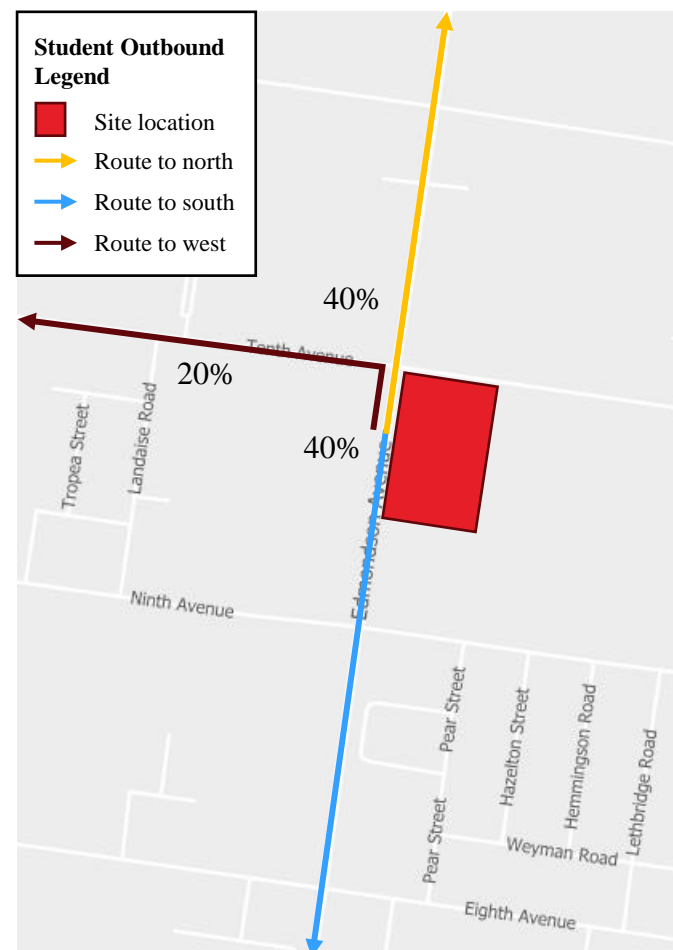 Student Outbound
Legend
Site location
Route to north
Route to south
Route to west
40%
Tenth Avenue
20%
40%
Tropea Street
Landaise Road
Edmondson Avenue
Ninth Avenue
Pear Street
Hazelton Street
Hemmingson Road
Lethbridge Road
Pear Street
Weyman Road
Eighth Avenue